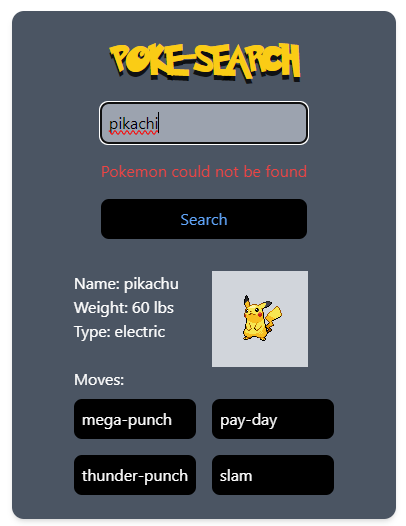 POKE-SEARCH
pikachi
Pokemon could not be found
Search
Name: pikachu
Weight: 60 lbs
Type: electric
Moves:
mega-punch
pay-day
thunder-punch
slam